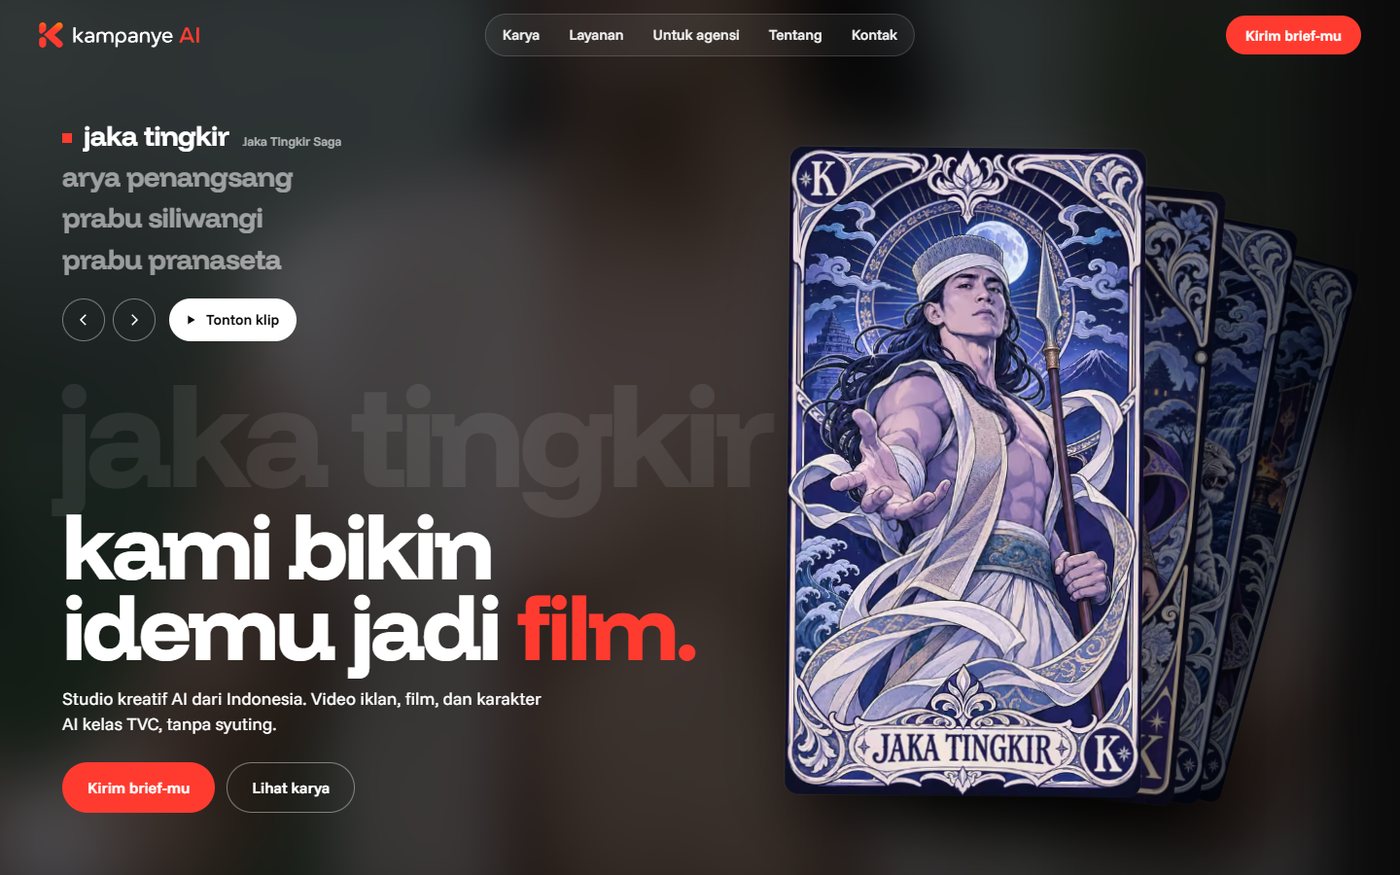 kampanye AI
Karya
Layanan
Untuk agensi
Tentang
Kontak
Kirim brief-mu
jaka tingkir Jaka Tingkir Saga
arya penangsang
prabu siliwangi
prabu pranaseta
Tonton klip
jaka tingkir
kami bikin
idemu jadi film.
Studio kreatif AI dari Indonesia. Video iklan, film, dan karakter
AI kelas TVC, tanpa syuting.
Kirim brief-mu
Lihat karya
K
JAKA TINGKIR
K
K
K